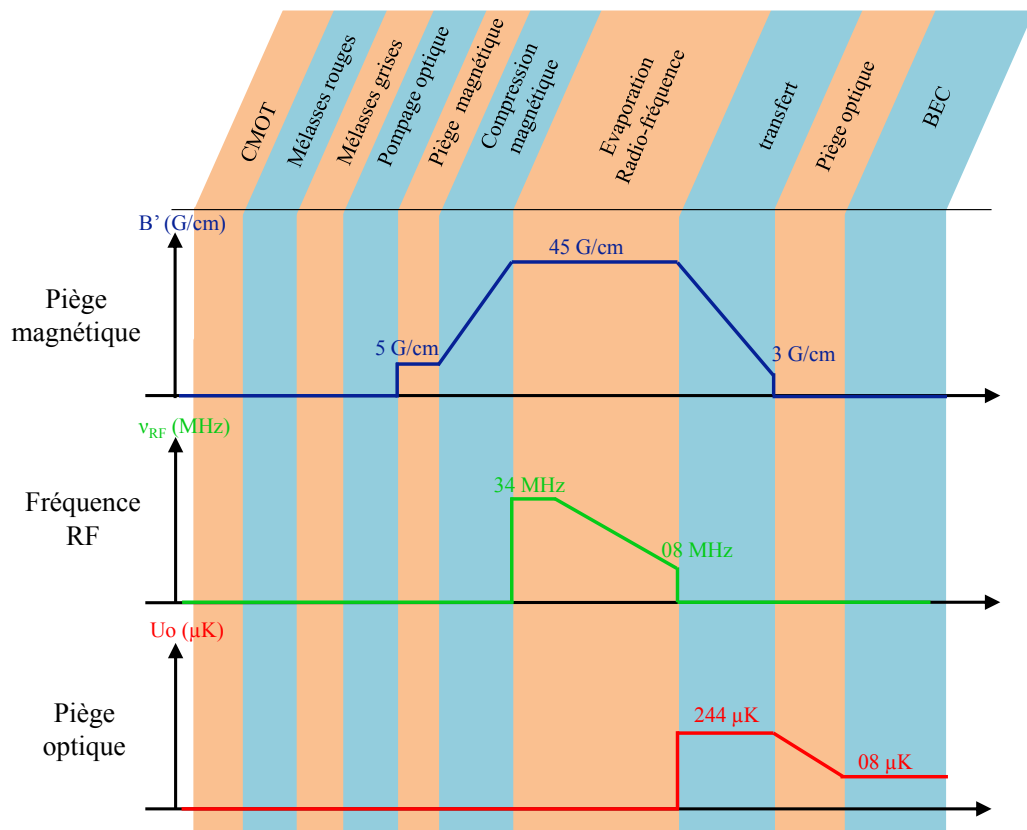 CMOT
Mélasses rouges
Mélasses grises
Pompage optique
Piège magnétique
Compression
magnétique
Evaporation
Radio-fréquence
transfert
Piège optique
BEC
B’ (G/cm)
45 G/cm
Piège
magnétique
5 G/cm
3 G/cm
νRF (MHz)
34 MHz
Fréquence
RF
08 MHz
Uo (µK)
244 µK
Piège
optique
08 µK